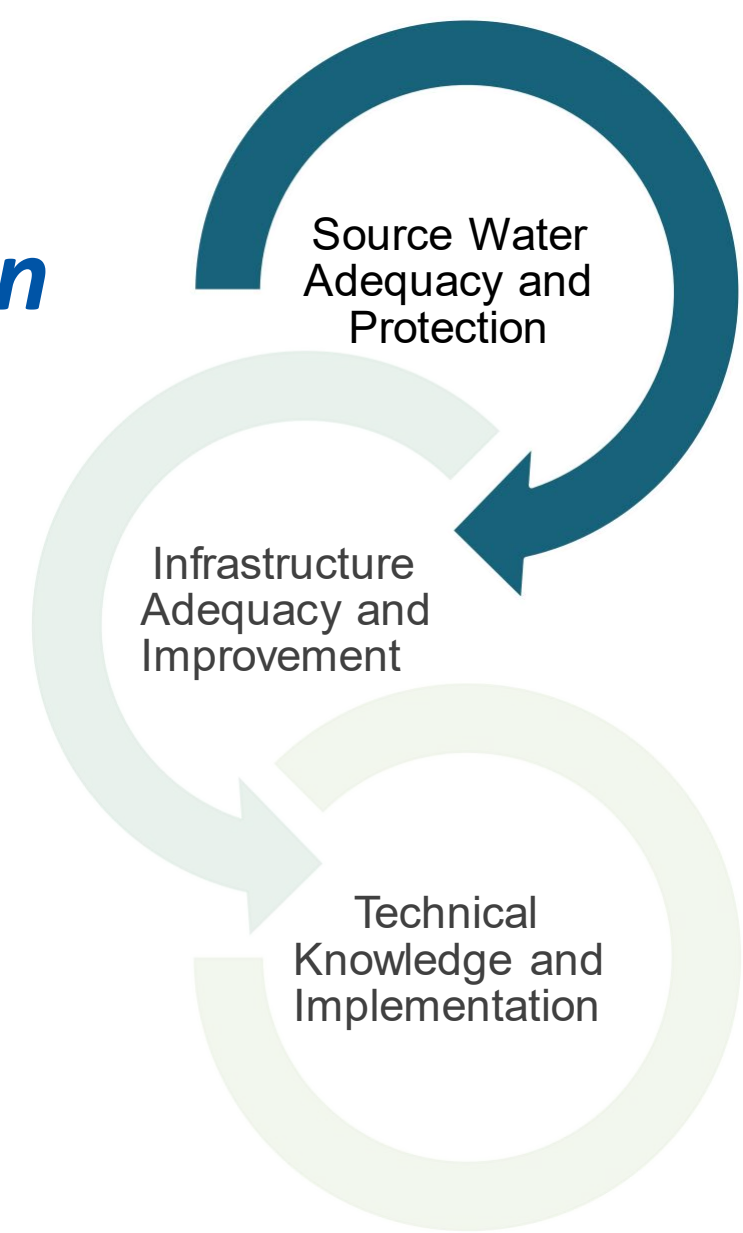 n
Source Water
Adequacy and
Protection
Infrastructure
Adequacy and
Improvement
Technical
Knowledge and
Implementation